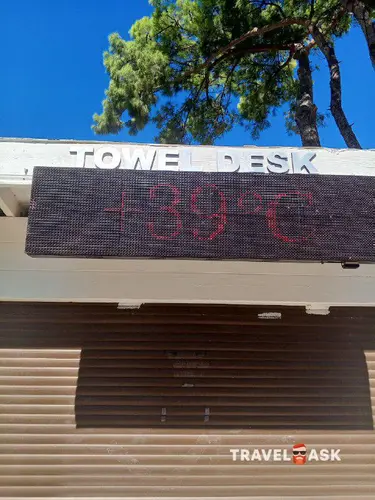 TOWEL DESK
+39°C
TRAVEL ASK